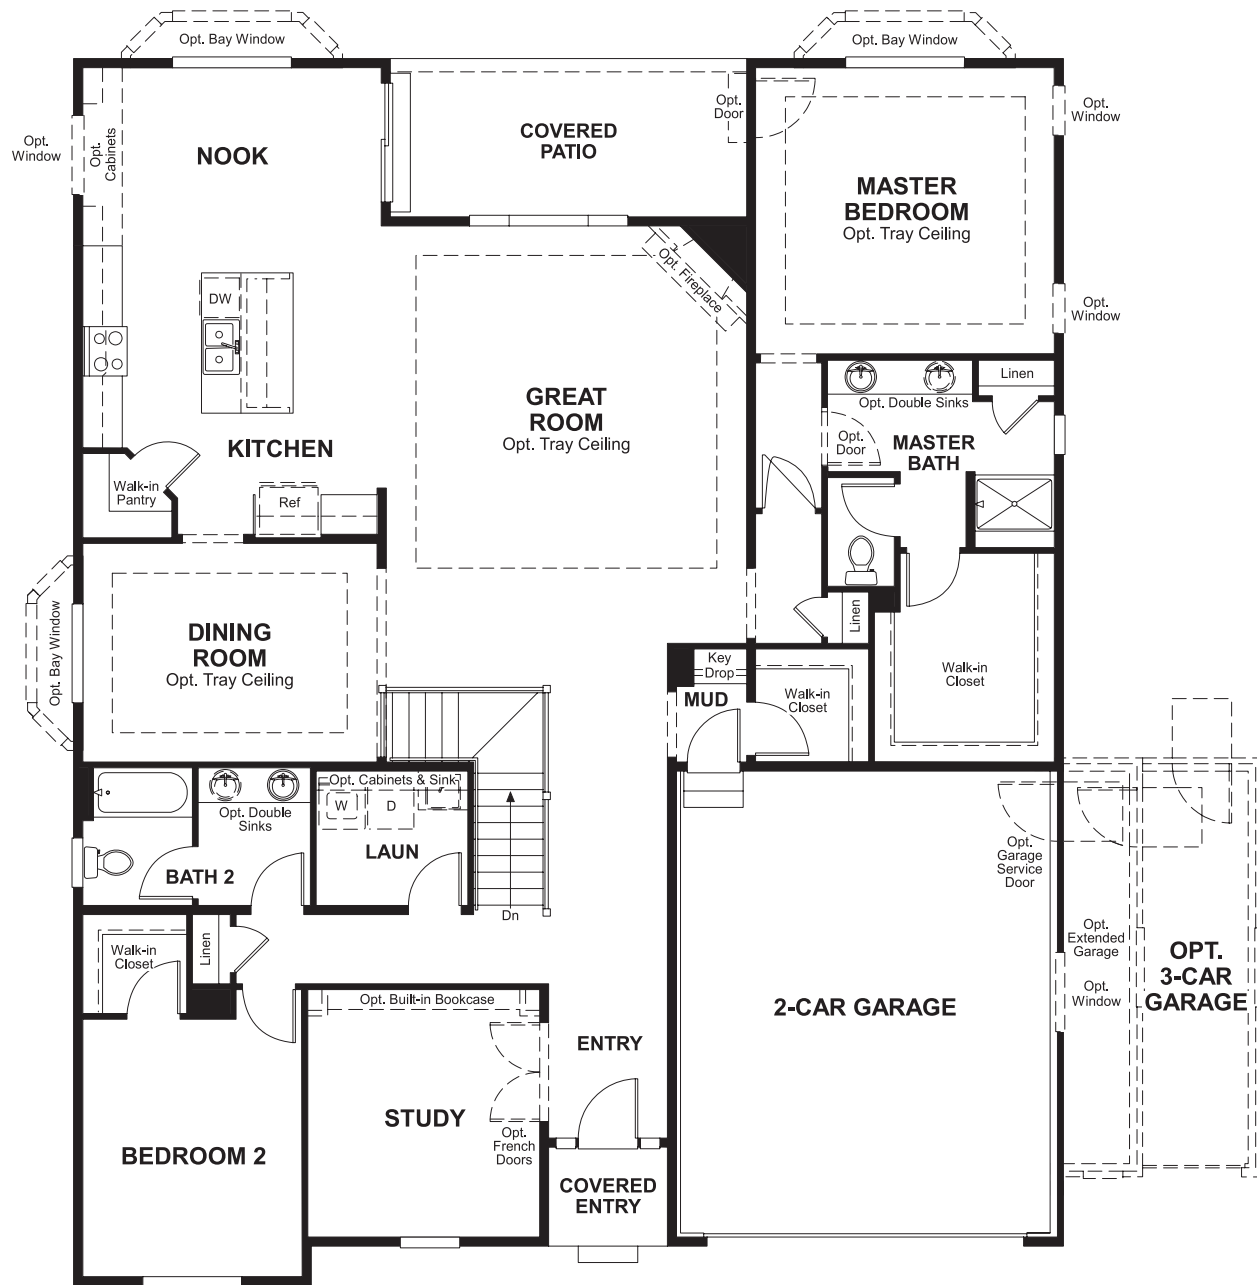 Opt. Bay Window
Opt. Bay Window
Opt.
Window
Opt.
Cabinets
NOOK
COVERED
PATIO
Opt.
Door
MASTER
BEDROOM
Opt. Tray Ceiling
Opt.
Window
Opt.
Window
DW
Opt. Fireplace
GREAT
ROOM
Opt. Tray Ceiling
KITCHEN
Walk-in
Pantry
Ref
Opt. Double Sinks
Linen
Opt.
Door
MASTER
BATH
Opt. Bay Window
DINING
ROOM
Opt. Tray Ceiling
Linen
Key
Drop
MUD
Walk-in
Closet
Walk-in
Closet
Opt. Double
Sinks
BATH 2
Opt. Cabinets & Sink
W
D
LAUN
Dn
Opt.
Garage
Service
Door
Opt.
Extended
Garage
Opt.
Window
OPT.
3-CAR
GARAGE
Walk-in
Closet
Linen
Opt. Built-in Bookcase
2-CAR GARAGE
ENTRY
STUDY
Opt.
French
Doors
BEDROOM 2
COVERED
ENTRY